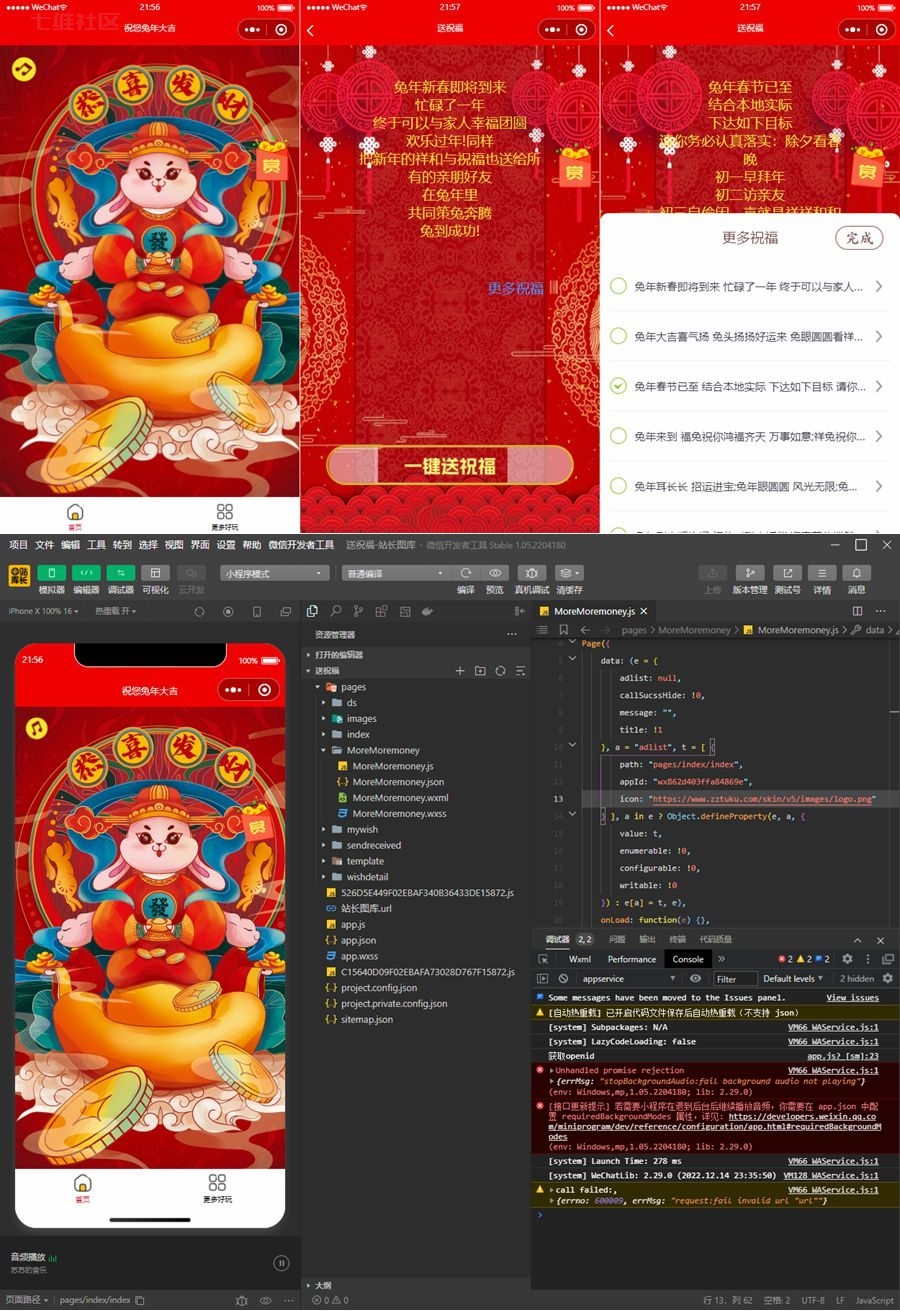 ●●●●● WeChat
21:56
100%
七维社区
祝您兔年大吉
恭喜发财
赏
發
首页
更多好玩
●●●●● WeChat
21:57
100%
送祝福
兔年新春即将到来
忙碌了一年
终于可以与家人幸福团圆
欢乐过年!同样
把新年的祥和与祝福也送给所
有的亲朋好友
在兔年里
共同策兔奔腾
兔到成功!
赏
更多祝福
一键送祝福
●●●●● WeChat
21:57
100%
送祝福
兔年春节已至
结合本地实际
下达如下目标
请你务必认真落实：除夕看春
晚
初一早拜年
初二访亲友
赏
更多祝福
完成
兔年新春即将到来 忙碌了一年 终于可以与家人...
兔年大吉喜气扬 兔头扬扬好运来 兔眼圆圆看祥...
兔年春节已至 结合本地实际 下达如下目标 请你...
兔年来到 福兔祝你鸿福齐天 万事如意;祥兔祝你...
兔年耳长长 招运进宝;兔年眼圆圆 风光无限;兔...
项目 文件 编辑 工具 转到 选择 视图 界面 设置 帮助 微信开发者工具
送祝福-站长图库 - 微信开发者工具 Stable 1.05.2204180
模拟器 编辑器 调试器 可视化 云开发
小程序模式
普通编译
编译 预览 真机调试 清缓存
上传 版本管理 测试号 详情 消息
iPhone X 100% 16
热重载 开
21:56
100%
祝您兔年大吉
恭喜发财
赏
發
首页
更多好玩
音频播放
苏苏的音乐
页面路径
pages/index/index
资源管理器
打开的编辑器
送祝福
pages
ds
images
index
MoreMoremoney
MoreMoremoney.js
MoreMoremoney.json
MoreMoremoney.wxml
MoreMoremoney.wxss
mywish
sendreceived
template
wishdetail
526D5E449F02EBAF340B36433DE15872.js
站长图库.url
app.js
app.json
app.wxss
C15640D09F02EBAFA73028D767F15872.js
project.config.json
project.private.config.json
sitemap.json
大纲
0 0
MoreMoremoney.js
pages > MoreMoremoney > MoreMoremoney.js > data >
4 Page({
5 data: (e = {
6 adlist: null,
7 callSucssHide: !0,
8 message: "",
9 title: !1
10 }, a = "adlist", t = [ {
11 path: "pages/index/index",
12 appId: "wx862d403ffa84869e",
13 icon: "https://www.zztuku.com/skin/v5/images/logo.png"
14 } ], a in e ? Object.defineProperty(e, a, {
15 value: t,
16 enumerable: !0,
17 configurable: !0,
18 writable: !0
19 }) : e[a] = t, e),
20 onLoad: function(e) {},
调试器 2, 2 问题 输出 终端 代码质量
Wxml Performance Console
2 2 2
appservice
Filter
Default levels
2 hidden
Some messages have been moved to the Issues panel.
View issues
[自动热重载] 已开启代码文件保存后自动热重载（不支持 json）
[system] Subpackages: N/A
VM66 WAService.js:1
[system] LazyCodeLoading: false
VM66 WAService.js:1
获取openid
app.js? [sm]:23
Unhandled promise rejection
VM66 WAService.js:1
{errMsg: "stopBackgroundAudio:fail background audio not playing"}
(env: Windows,mp,1.05.2204180; lib: 2.29.0)
[接口更新提示] 若需要小程序在退到后台后继续播放音频，你需要在 app.json 中配
置 requiredBackgroundModes 属性，详见: https://developers.weixin.qq.co
m/miniprogram/dev/reference/configuration/app.html#requiredBackgroundM
odes
(env: Windows,mp,1.05.2204180; lib: 2.29.0)
[system] Launch Time: 278 ms
VM66 WAService.js:1
[system] WeChatLib: 2.29.0 (2022.12.14 23:35:50)
VM128 WAService.js:1
call failed:,
VM66 WAService.js:1
{errno: 600009, errMsg: "request:fail invalid url "url""}
行 13，列 62
空格: 2
UTF-8
LF
JavaScript